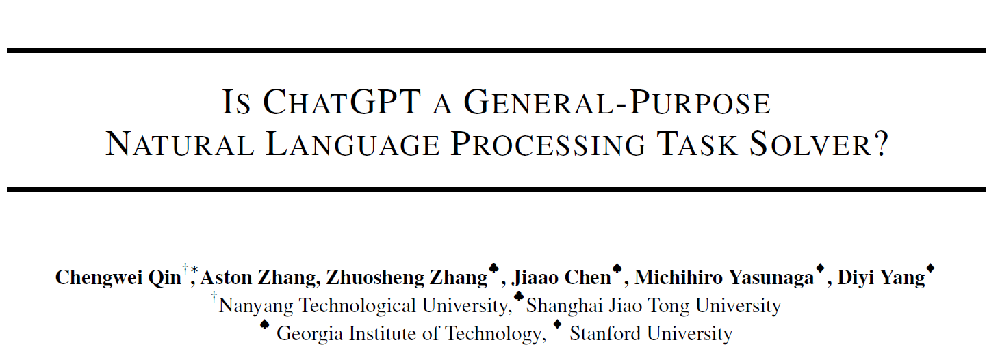 IS CHATGPT A GENERAL-PURPOSE
NATURAL LANGUAGE PROCESSING TASK SOLVER?
Chengwei Qin†,*, Aston Zhang, Zhuosheng Zhang♣, Jiaao Chen♠, Michihiro Yasunaga♦, Diyi Yang♦
†Nanyang Technological University, ♣Shanghai Jiao Tong University
♠ Georgia Institute of Technology, ♦ Stanford University